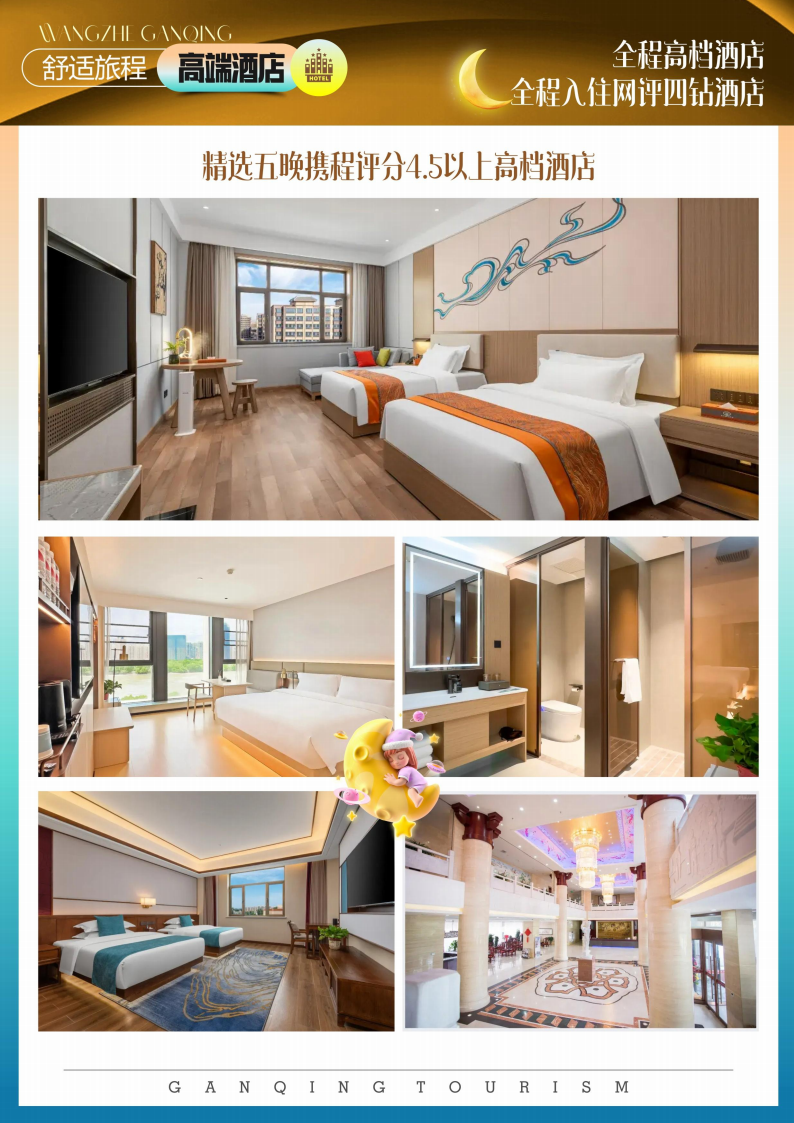 WANGZHE GANQING
舒适旅程 高端酒店
HOTEL
全程高档酒店
全程入住网评四钻酒店
精选五晚携程评分4.5以上高档酒店
GANQING TOURISM